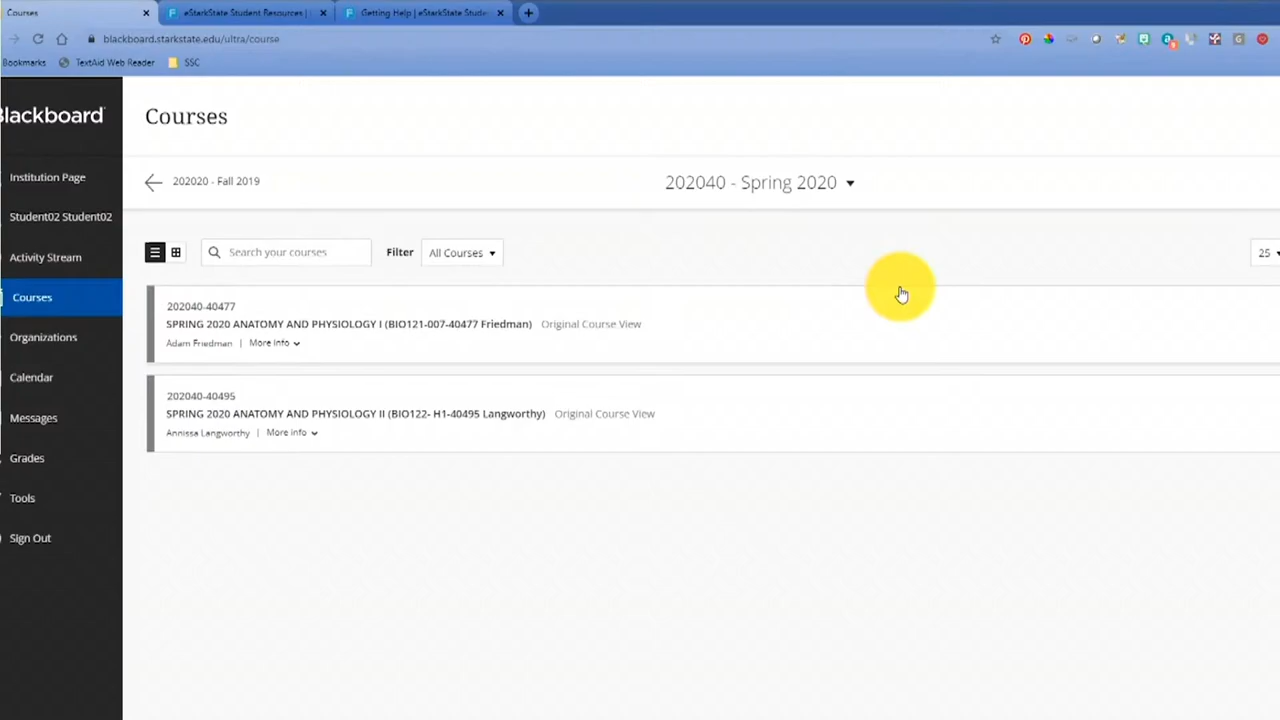 Courses
eStarkState Student Resources |
Getting Help | eStarkState Stude
blackboard.starkstate.edu/ultra/course
Bookmarks TextAid Web Reader SSC
Blackboard
Courses
Institution Page
202020 - Fall 2019
202040 - Spring 2020
Student02 Student02
Activity Stream
Search your courses
Filter
All Courses
25
Courses
202040-40477
SPRING 2020 ANATOMY AND PHYSIOLOGY I (BIO121-007-40477 Friedman) Original Course View
Adam Friedman | More info
Organizations
Calendar
202040-40495
SPRING 2020 ANATOMY AND PHYSIOLOGY II (BIO122- H1-40495 Langworthy) Original Course View
Annissa Langworthy | More info
Messages
Grades
Tools
Sign Out